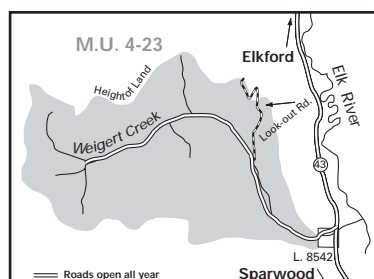 M.U. 4-23
Elkford
Height of Land
Elk River
Look-out Rd.
Weigert Creek
43
L. 8542
Roads open all year
Sparwood